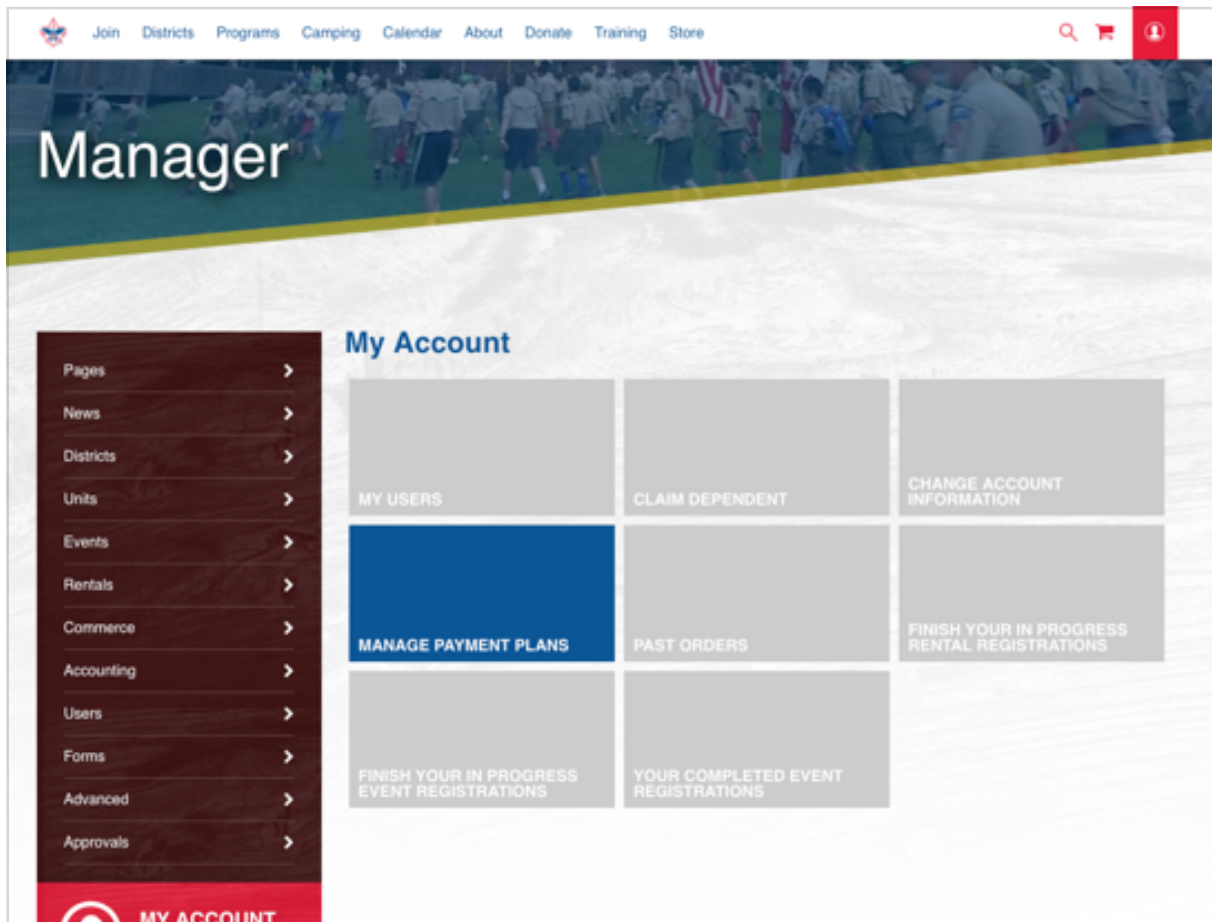 Join Districts Programs Camping Calendar About Donate Training Store
Manager
Pages
News
Districts
Units
Events
Rentals
Commerce
Accounting
Users
Forms
Advanced
Approvals
MY ACCOUNT
My Account
MY USERS
CLAIM DEPENDENT
CHANGE ACCOUNT
INFORMATION
MANAGE PAYMENT PLANS
PAST ORDERS
FINISH YOUR IN PROGRESS
RENTAL REGISTRATIONS
FINISH YOUR IN PROGRESS
EVENT REGISTRATIONS
YOUR COMPLETED EVENT
REGISTRATIONS